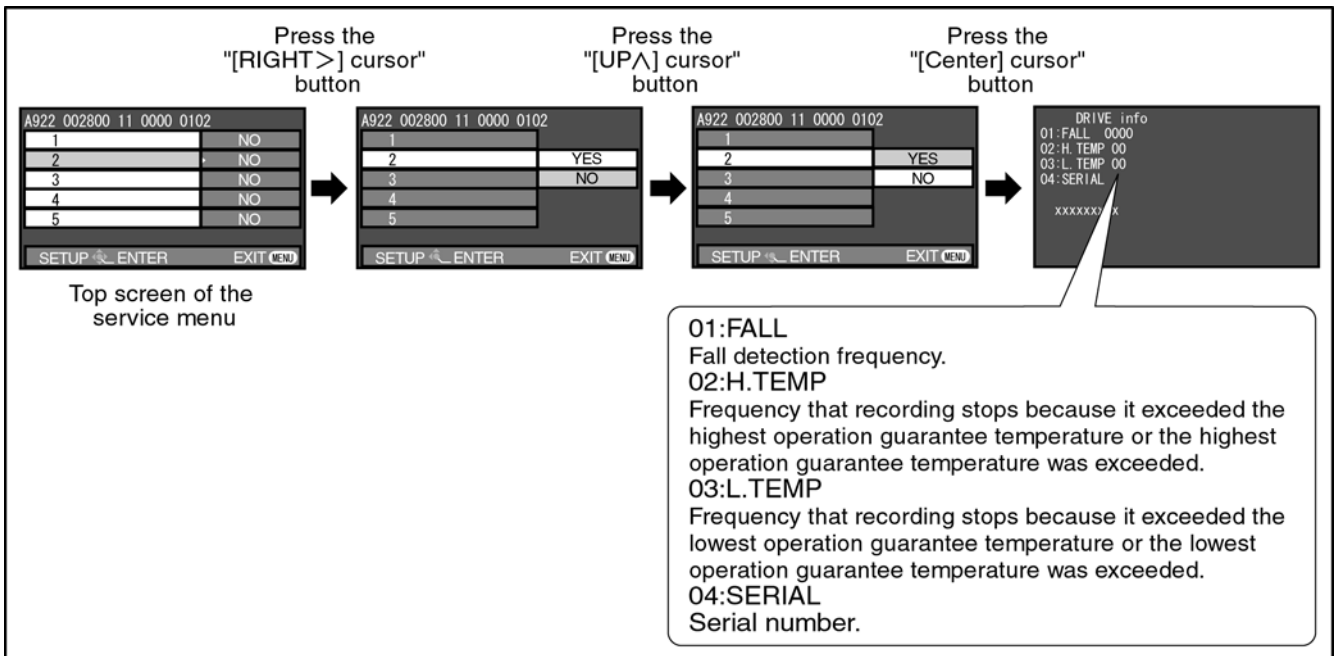 Press the
"[RIGHT＞] cursor"
button
Press the
"[UP∧] cursor"
button
Press the
"[Center] cursor"
button
A922 002800 11 0000 0102
1 NO
2 NO
3 NO
4 NO
5 NO
SETUP ENTER EXIT MENU
A922 002800 11 0000 0102
1
2 YES
3 NO
4
5
SETUP ENTER EXIT MENU
A922 002800 11 0000 0102
1
2 YES
3 NO
4
5
SETUP ENTER EXIT MENU
DRIVE info
01:FALL 0000
02:H.TEMP 00
03:L.TEMP 00
04:SERIAL
Top screen of the
service menu
01:FALL
Fall detection frequency.
02:H.TEMP
Frequency that recording stops because it exceeded the
highest operation guarantee temperature or the highest
operation guarantee temperature was exceeded.
03:L.TEMP
Frequency that recording stops because it exceeded the
lowest operation guarantee temperature or the lowest
operation guarantee temperature was exceeded.
04:SERIAL
Serial number.